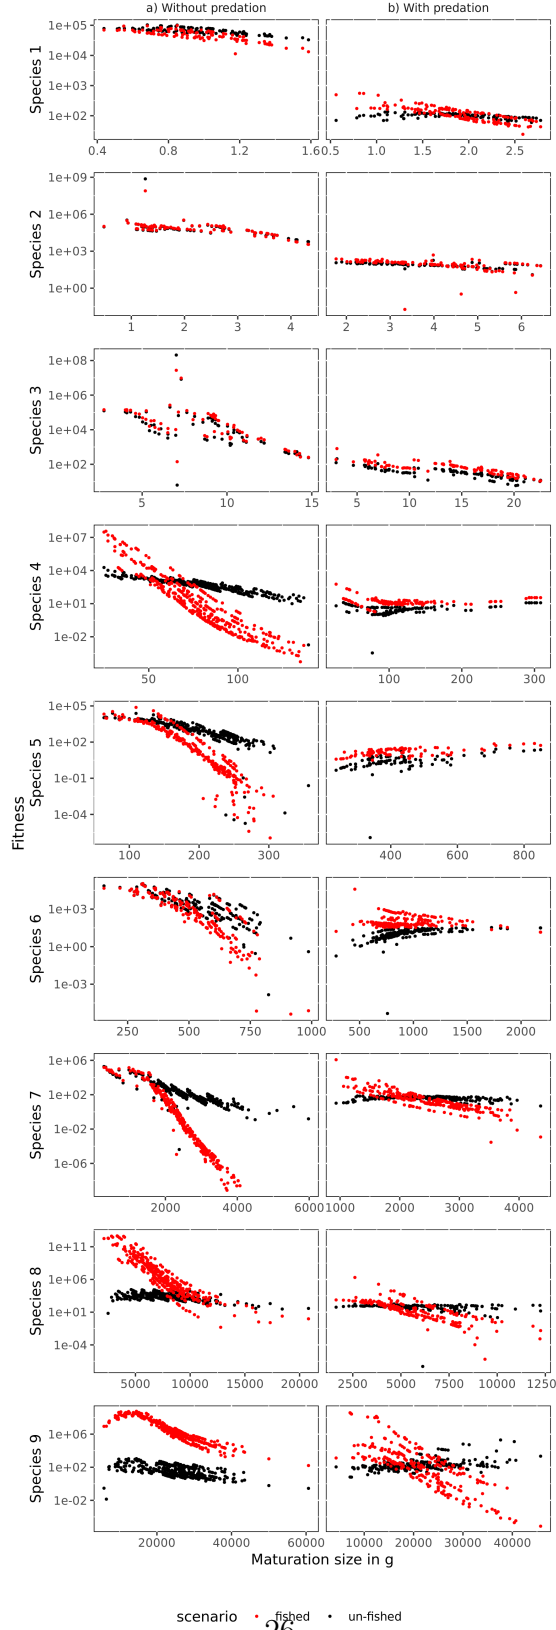 a) Without predation
b) With predation
Species 1
1e+05
1e+04
1e+03
1e+02
0.4
0.8
1.2
1.6
0.5
1.0
1.5
2.0
2.5
Species 2
1e+09
1e+06
1e+03
1e+00
1
2
3
4
2
3
4
5
6
Species 3
1e+08
1e+06
1e+04
1e+02
5
10
15
5
10
15
20
Species 4
1e+07
1e+04
1e+01
1e-02
50
100
100
200
300
Fitness
Species 5
1e+05
1e+02
1e-01
1e-04
100
200
300
400
600
800
Species 6
1e+03
1e+00
1e-03
250
500
750
1000
500
1000
1500
2000
Species 7
1e+06
1e+02
1e-02
1e-06
2000
4000
6000
1000
2000
3000
4000
Species 8
1e+11
1e+06
1e+01
1e-04
5000
10000
15000
20000
2500
5000
7500
10000
1250
Species 9
1e+06
1e+02
1e-02
20000
40000
60000
10000
20000
30000
40000
Maturation size in g
scenario fished un-fished
26